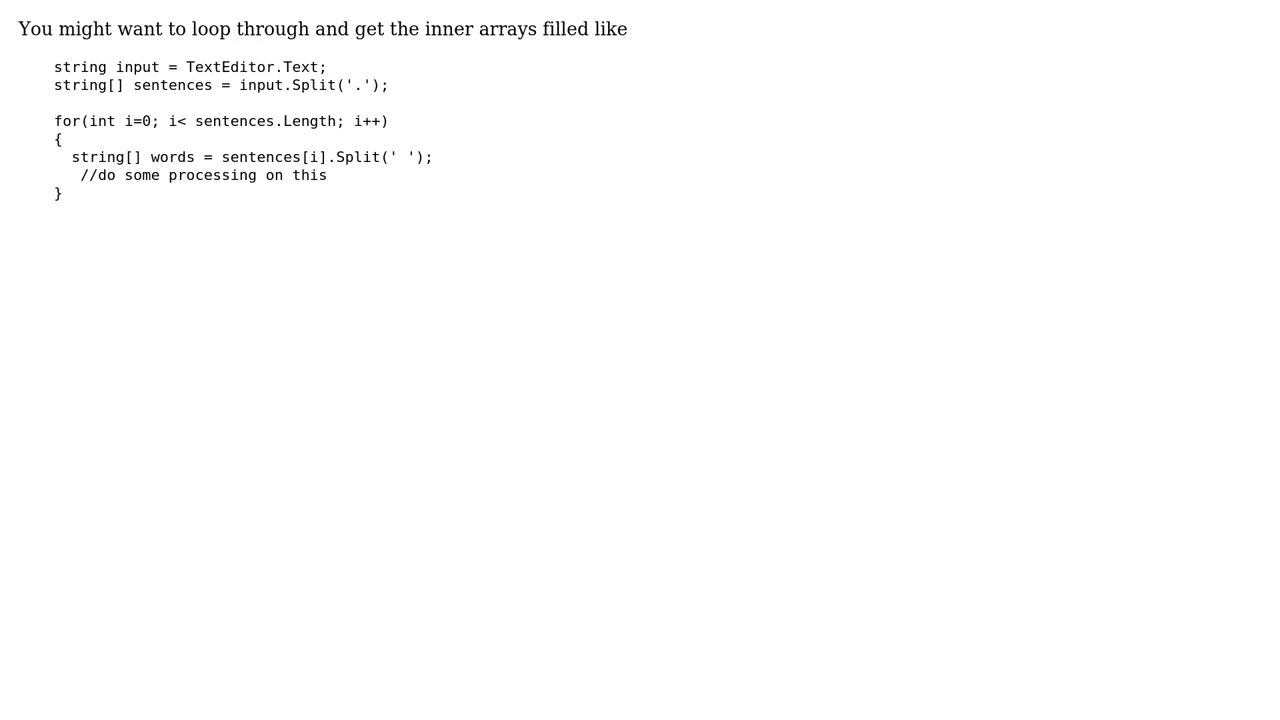 You might want to loop through and get the inner arrays filled like
string input = TextEditor.Text;
string[] sentences = input.Split('.');

for(int i=0; i< sentences.Length; i++)
{
  string[] words = sentences[i].Split(' ');
   //do some processing on this
}